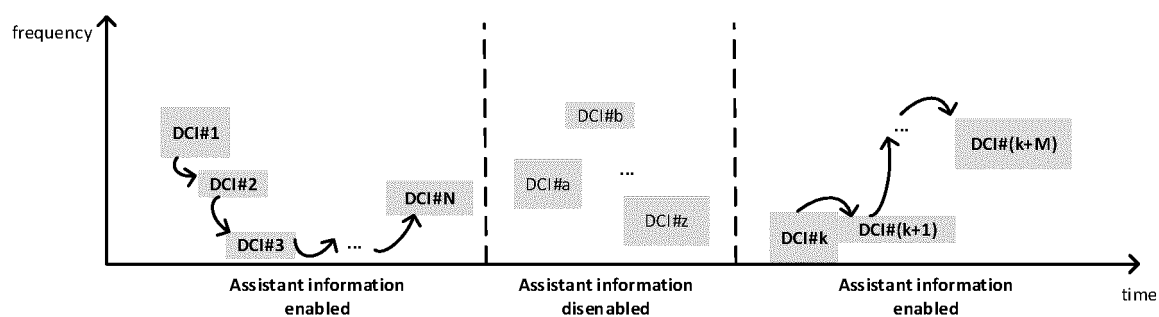 frequency
DCI#1
DCI#2
DCI#3
...
DCI#N
DCI#b
DCI#a
...
DCI#z
DCI#k
DCI#(k+1)
...
DCI#(k+M)
Assistant information
enabled
Assistant information
disenabled
Assistant information
enabled
time